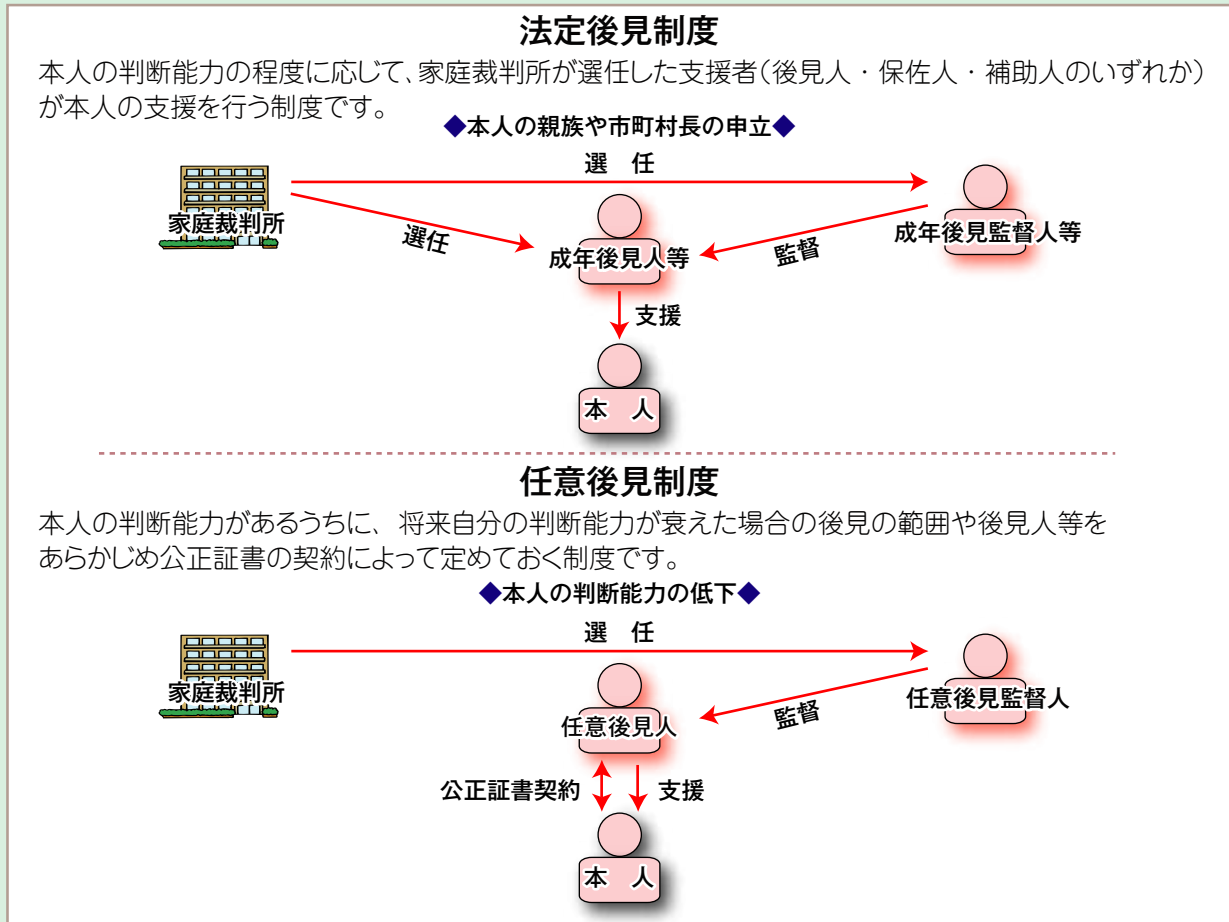 法定後見制度
本人の判断能力の程度に応じて、家庭裁判所が選任した支援者(後見人・保佐人・補助人のいずれか)
が本人の支援を行う制度です。
◆本人の親族や市町村長の申立◆
選 任
家庭裁判所
選任
成年後見人等
監督
成年後見監督人等
支援
本 人
任意後見制度
本人の判断能力があるうちに、将来自分の判断能力が衰えた場合の後見の範囲や後見人等を
あらかじめ公正証書の契約によって定めておく制度です。
◆本人の判断能力の低下◆
選 任
家庭裁判所
任意後見人
監督
任意後見監督人
公正証書契約
支援
本 人